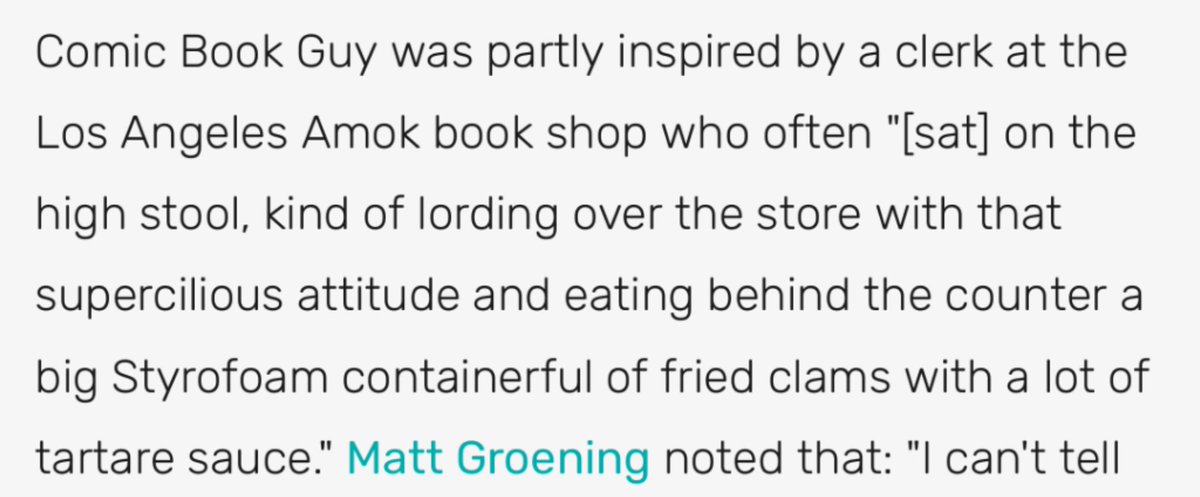 Comic Book Guy was partly inspired by a clerk at the
Los Angeles Amok book shop who often "[sat] on the
high stool, kind of lording over the store with that
supercilious attitude and eating behind the counter a
big Styrofoam containerful of fried clams with a lot of
tartare sauce." Matt Groening noted that: "I can't tell